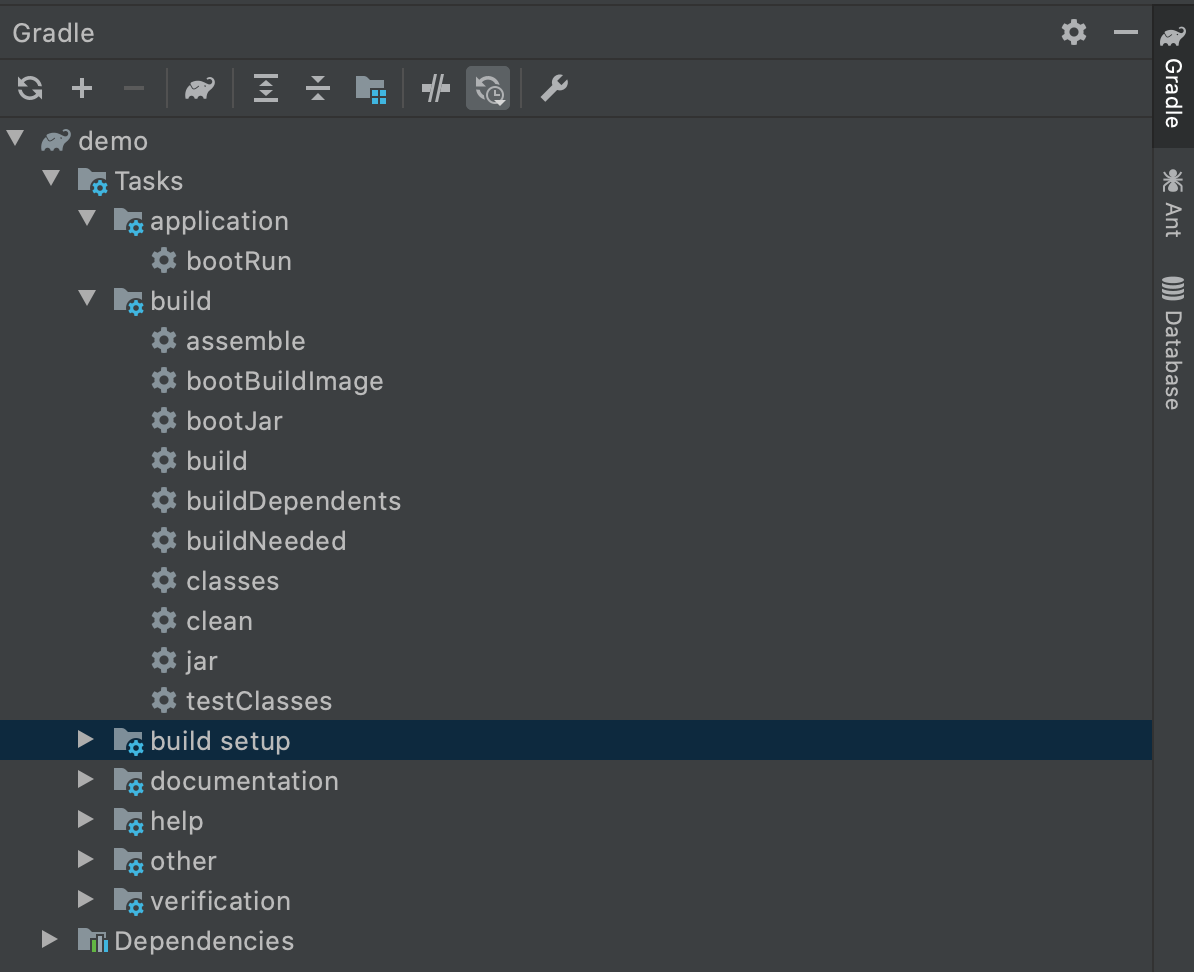 Gradle
demo
Tasks
application
bootRun
build
assemble
bootBuildImage
bootJar
build
buildDependents
buildNeeded
classes
clean
jar
testClasses
build setup
documentation
help
other
verification
Dependencies
Gradle
Ant
Database